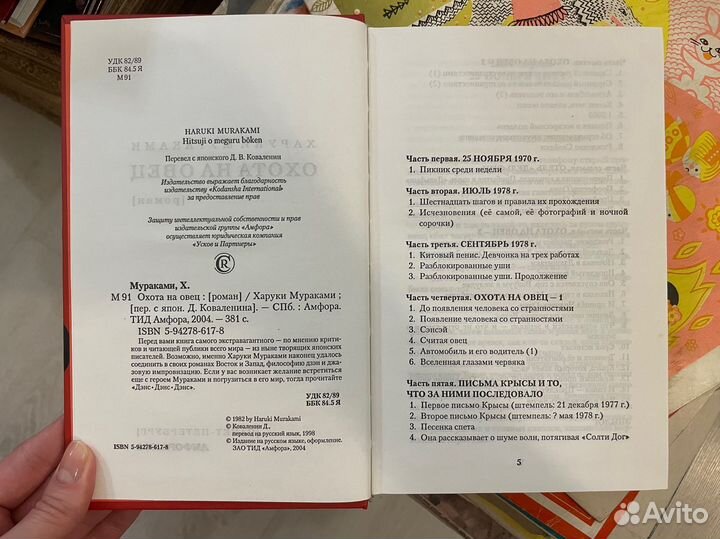 УДК 82/89
ББК 84.5 Я
М 91
HARUKI MURAKAMI
Hitsuji o meguru bōken
Перевел с японского Д. В. Коваленин
Издательство выражает благодарность
издательству «Kodansha International»
за предоставление прав
Защиту интеллектуальной собственности и прав
издательской группы «Амфора»
осуществляет юридическая компания
«Усков и Партнеры»
Мураками, Х.
М 91 Охота на овец : [роман] / Харуки Мураками ;
[пер. с япон. Д. Коваленина]. — СПб. : Амфора.
ТИД Амфора, 2004. — 381 с.
ISBN 5-94278-617-8
Перед вами книга самого экстравагантного — по мнению крити-
ков и читающей публики всего мира — из ныне творящих японских
писателей. Возможно, именно Харуки Мураками наконец удалось
соединить в своих романах Восток и Запад, философию дзэн и джа-
зовую импровизацию. Если у вас возникает желание встретиться
еще с героем Мураками и погрузиться в его мир, тогда прочитайте
«Дэнс•Дэнс•Дэнс».
УДК 82/89
ББК 84.5 Я
© 1982 by Haruki Murakami
© Коваленин Д.,
перевод на русский язык, 1998
© Издание на русском языке, оформление.
ЗАО ТИД «Амфора», 2004
ISBN 5-94278-617-8
Часть первая. 25 НОЯБРЯ 1970 г.
1. Пикник среди недели
Часть вторая. ИЮЛЬ 1978 г.
1. Шестнадцать шагов и правила их прохождения
2. Исчезновения (её самой, её фотографий и ночной
сорочки)
Часть третья. СЕНТЯБРЬ 1978 г.
1. Китовый пенис. Девчонка на трех работах
2. Разблокированные уши
3. Разблокированные уши. Продолжение
Часть четвертая. ОХОТА НА ОВЕЦ — 1
1. До появления человека со странностями
2. Появление человека со странностями
3. Сэнсэй
4. Считая овец
5. Автомобиль и его водитель (1)
6. Вселенная глазами червяка
Часть пятая. ПИСЬМА КРЫСЫ И ТО,
ЧТО ЗА НИМИ ПОСЛЕДОВАЛО
1. Первое письмо Крысы (штемпель: 21 декабря 1977 г.)
2. Второе письмо Крысы (штемпель: ? мая 1978 г.)
3. Песенка спета
4. Она рассказывает о шуме волн, потягивая «Солти Дог»
5
Avito